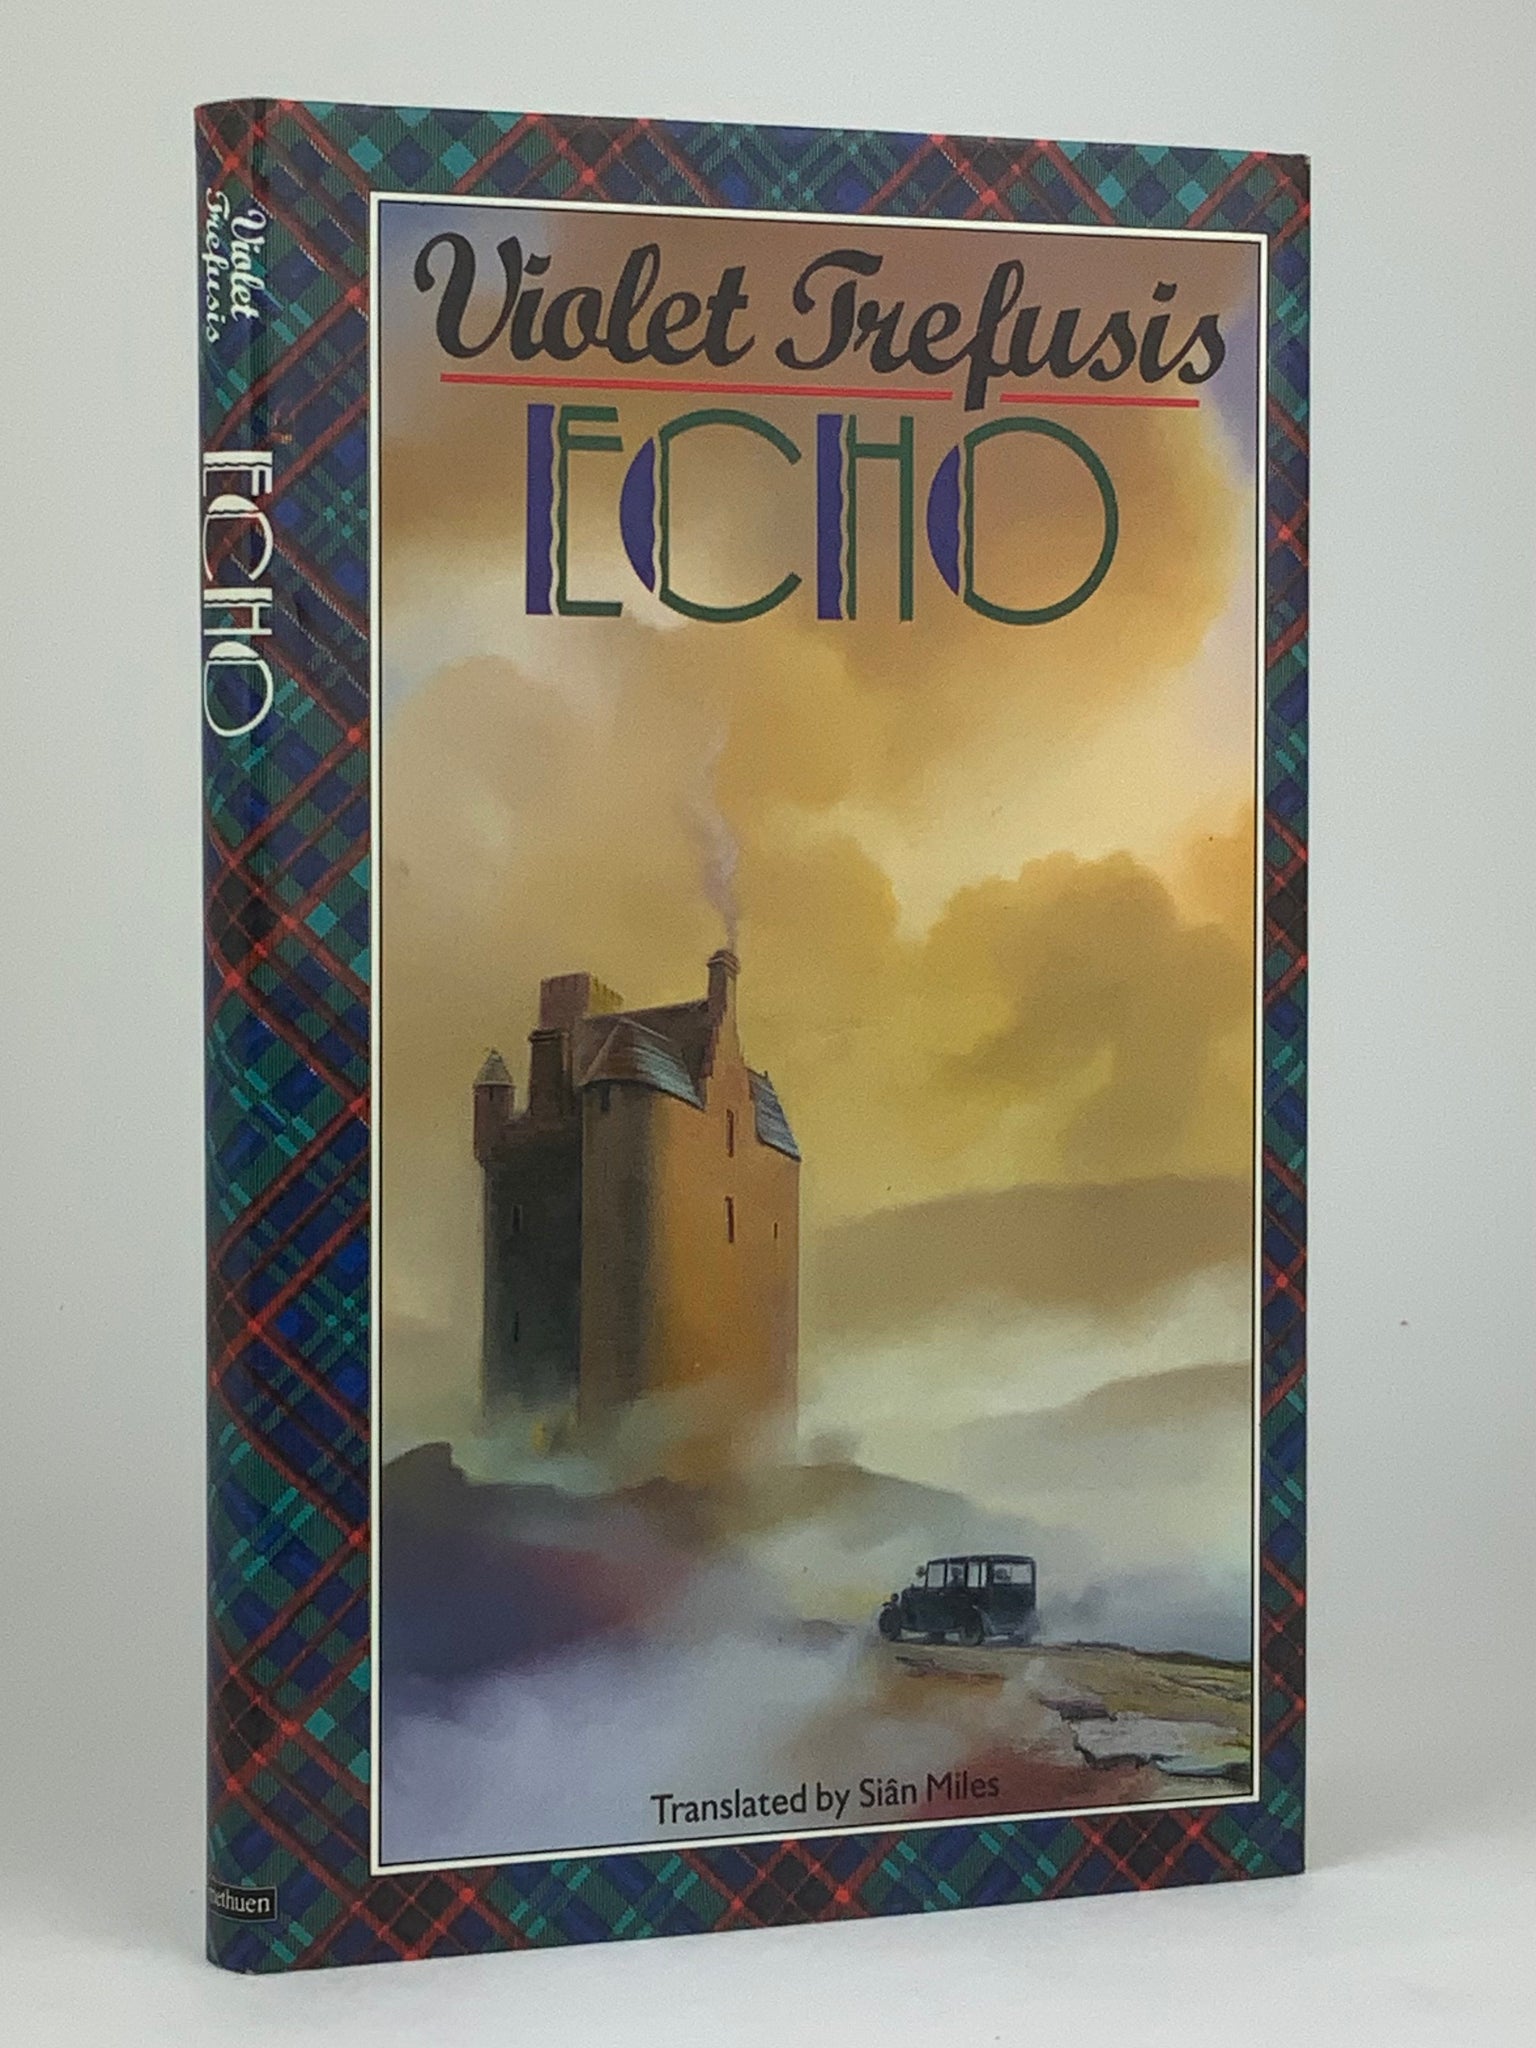 Violet Trefusis
ECHO
Translated by Siân Miles
Violet
Trefusis
ECHO
methuen